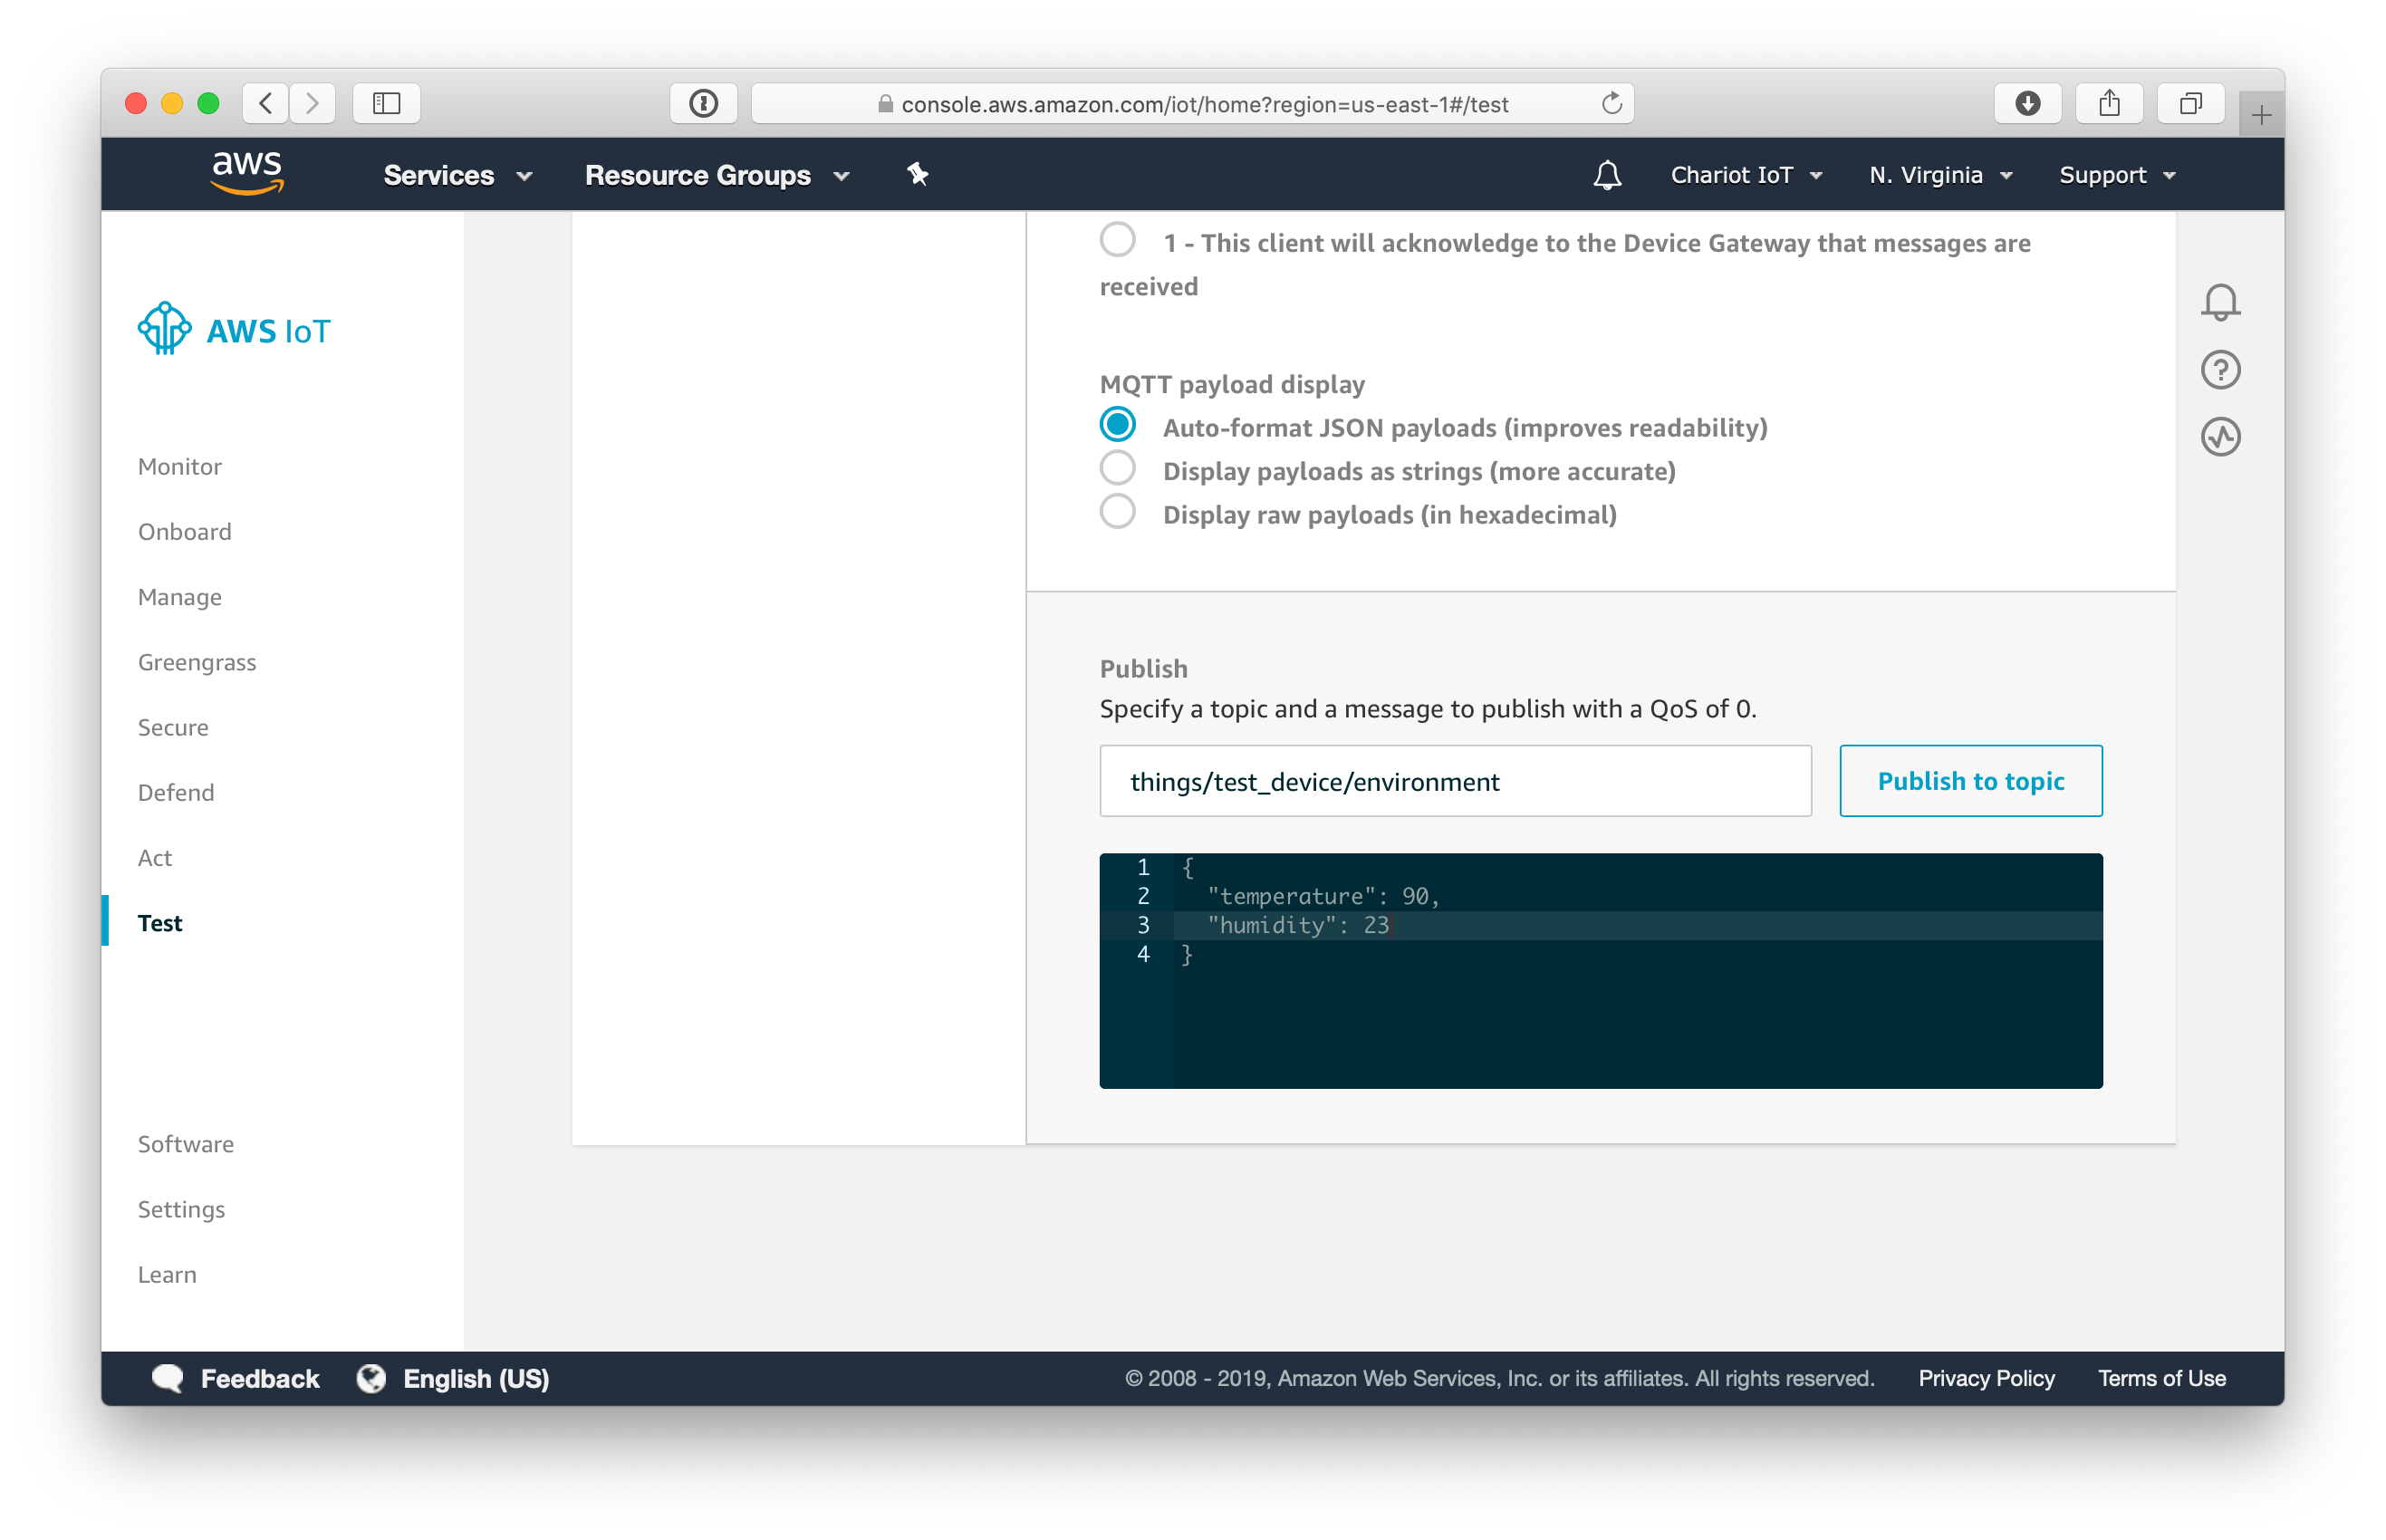 console.aws.amazon.com/iot/home?region=us-east-1#/test
aws
Services
Resource Groups
Chariot IoT
N. Virginia
Support
AWS IoT
Monitor
Onboard
Manage
Greengrass
Secure
Defend
Act
Test
Software
Settings
Learn
1 - This client will acknowledge to the Device Gateway that messages are
received
MQTT payload display
Auto-format JSON payloads (improves readability)
Display payloads as strings (more accurate)
Display raw payloads (in hexadecimal)
Publish
Specify a topic and a message to publish with a QoS of 0.
things/test_device/environment
Publish to topic
1 {
2 "temperature": 90,
3 "humidity": 23
4 }
Feedback
English (US)
© 2008 - 2019, Amazon Web Services, Inc. or its affiliates. All rights reserved.
Privacy Policy
Terms of Use